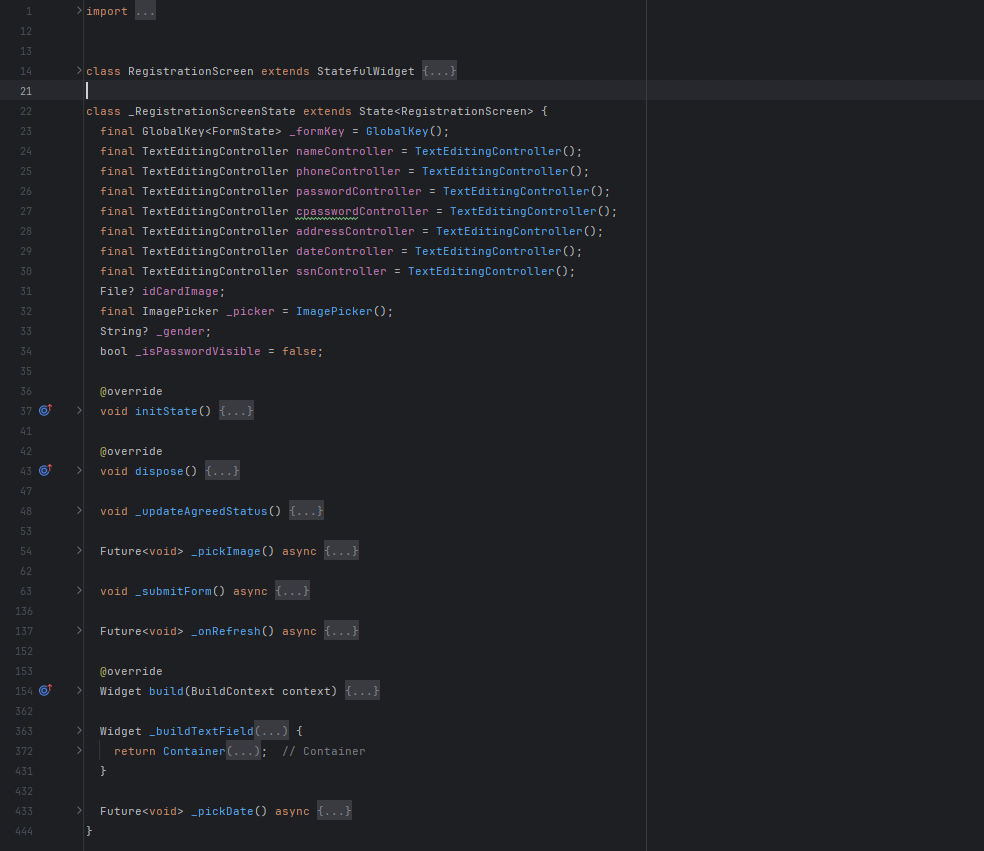 1 import ...
12
13
14 class RegistrationScreen extends StatefulWidget {...}
21
22 class _RegistrationScreenState extends State<RegistrationScreen> {
23 final GlobalKey<FormState> _formKey = GlobalKey();
24 final TextEditingController nameController = TextEditingController();
25 final TextEditingController phoneController = TextEditingController();
26 final TextEditingController passwordController = TextEditingController();
27 final TextEditingController cpasswordController = TextEditingController();
28 final TextEditingController addressController = TextEditingController();
29 final TextEditingController dateController = TextEditingController();
30 final TextEditingController ssnController = TextEditingController();
31 File? idCardImage;
32 final ImagePicker _picker = ImagePicker();
33 String? _gender;
34 bool _isPasswordVisible = false;
35
36 @override
37 void initState() {...}
41
42 @override
43 void dispose() {...}
47
48 void _updateAgreedStatus() {...}
53
54 Future<void> _pickImage() async {...}
62
63 void _submitForm() async {...}
136
137 Future<void> _onRefresh() async {...}
152
153 @override
154 Widget build(BuildContext context) {...}
362
363 Widget _buildTextField(...) {
372 return Container(...); // Container
431 }
432
433 Future<void> _pickDate() async {...}
444 }